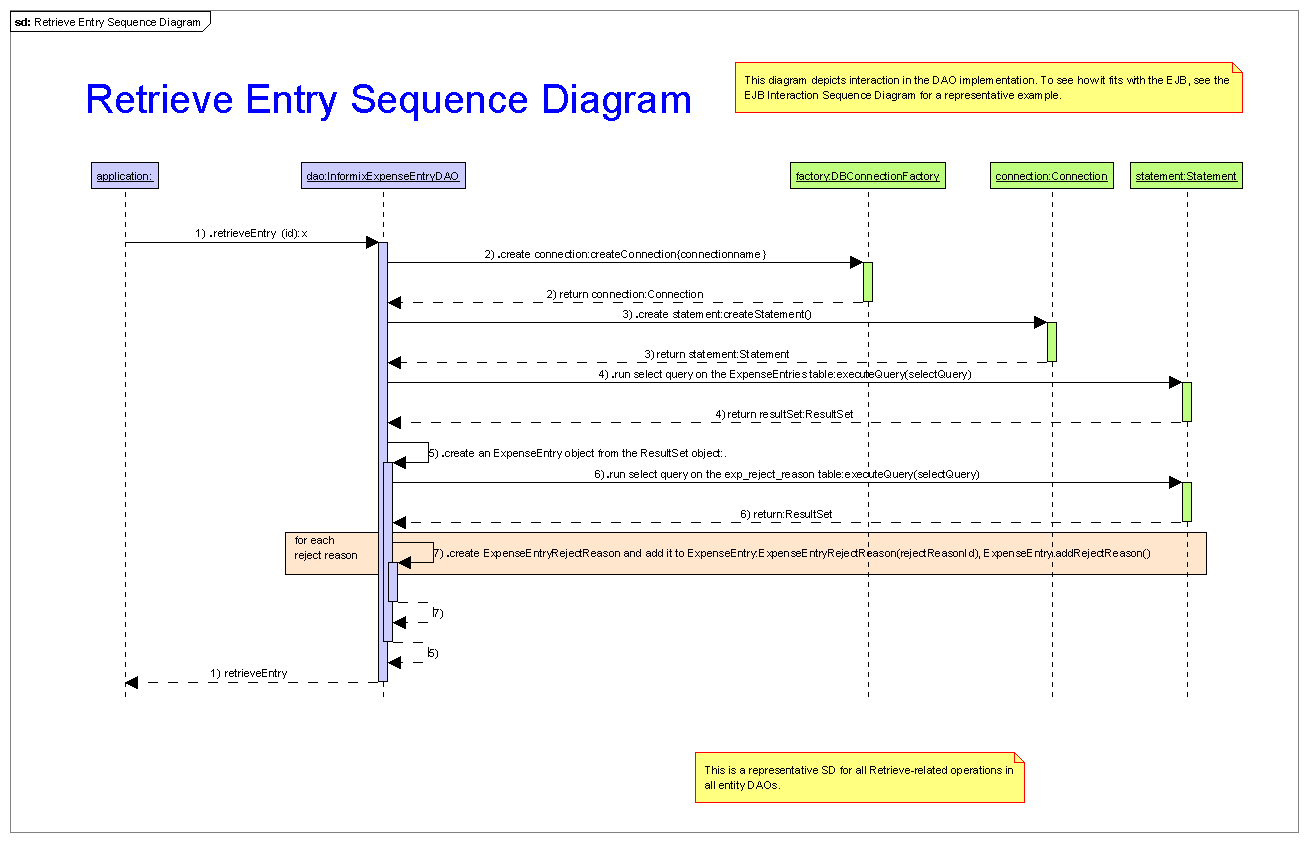 sd: Retrieve Entry Sequence Diagram
This diagram depicts interaction in the DAO implementation. To see how it fits with the EJB, see the
EJB Interaction Sequence Diagram for a representative example.
Retrieve Entry Sequence Diagram
application:
dao:InformixExpenseEntryDAO
factory:DBConnectionFactory
connection:Connection
statement:Statement
1) .retrieveEntry (id):x
2) .create connection:createConnection{connectionname}
2) return connection:Connection
3) .create statement:createStatement()
3) return statement:Statement
4) .run select query on the ExpenseEntries table:executeQuery(selectQuery)
4) return resultSet:ResultSet
5) .create an ExpenseEntry object from the ResultSet object:.
6) .run select query on the exp_reject_reason table:executeQuery(selectQuery)
6) return:ResultSet
for each
reject reason
7) .create ExpenseEntryRejectReason and add it to ExpenseEntry:ExpenseEntryRejectReason(rejectReasonId), ExpenseEntry.addRejectReason()
7)
5)
1) retrieveEntry
This is a representative SD for all Retrieve-related operations in
all entity DAOs.